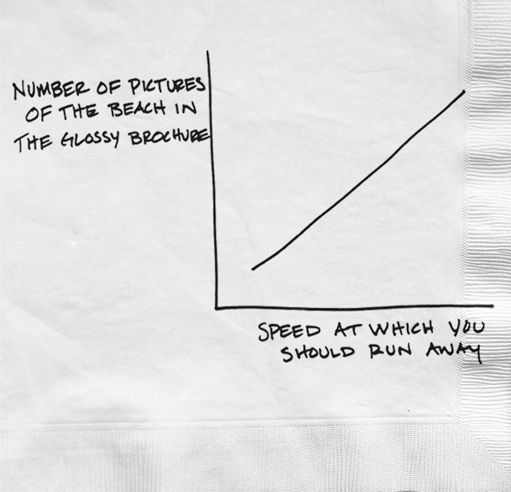 NUMBER OF PICTURES
OF THE BEACH IN
THE GLOSSY BROCHURE
SPEED AT WHICH YOU
SHOULD RUN AWAY